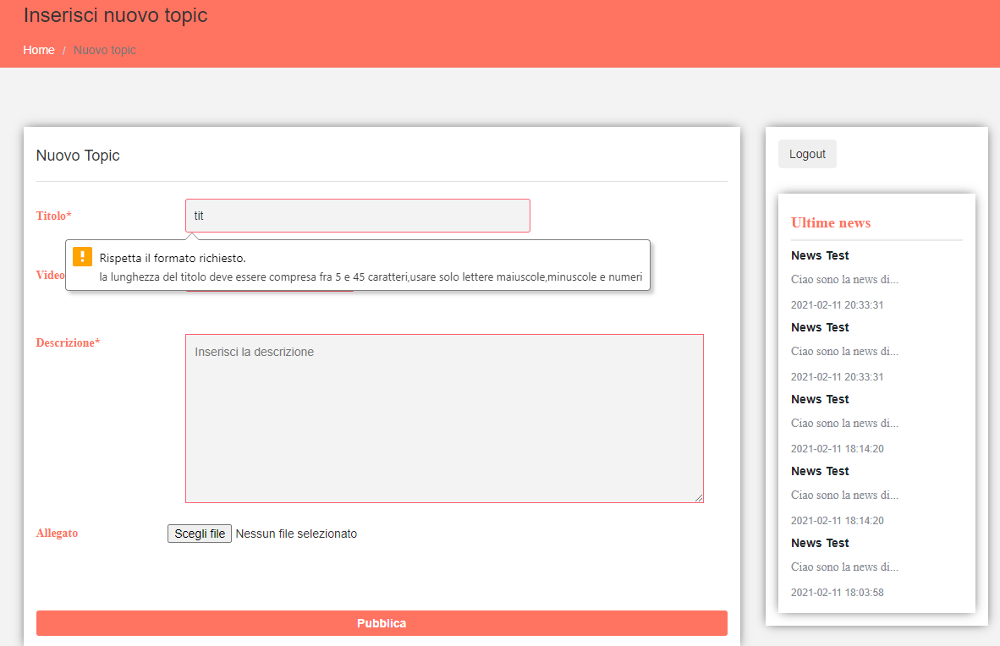 Inserisci nuovo topic
Home / Nuovo topic
Nuovo Topic
Titolo*
tit
! Rispetta il formato richiesto.
la lunghezza del titolo deve essere compresa fra 5 e 45 caratteri,usare solo lettere maiuscole,minuscole e numeri
Video
Descrizione*
Inserisci la descrizione
Allegato
Scegli file Nessun file selezionato
Pubblica
Logout
Ultime news
News Test
Ciao sono la news di...
2021-02-11 20:33:31
News Test
Ciao sono la news di...
2021-02-11 20:33:31
News Test
Ciao sono la news di...
2021-02-11 18:14:20
News Test
Ciao sono la news di...
2021-02-11 18:14:20
News Test
Ciao sono la news di...
2021-02-11 18:03:58